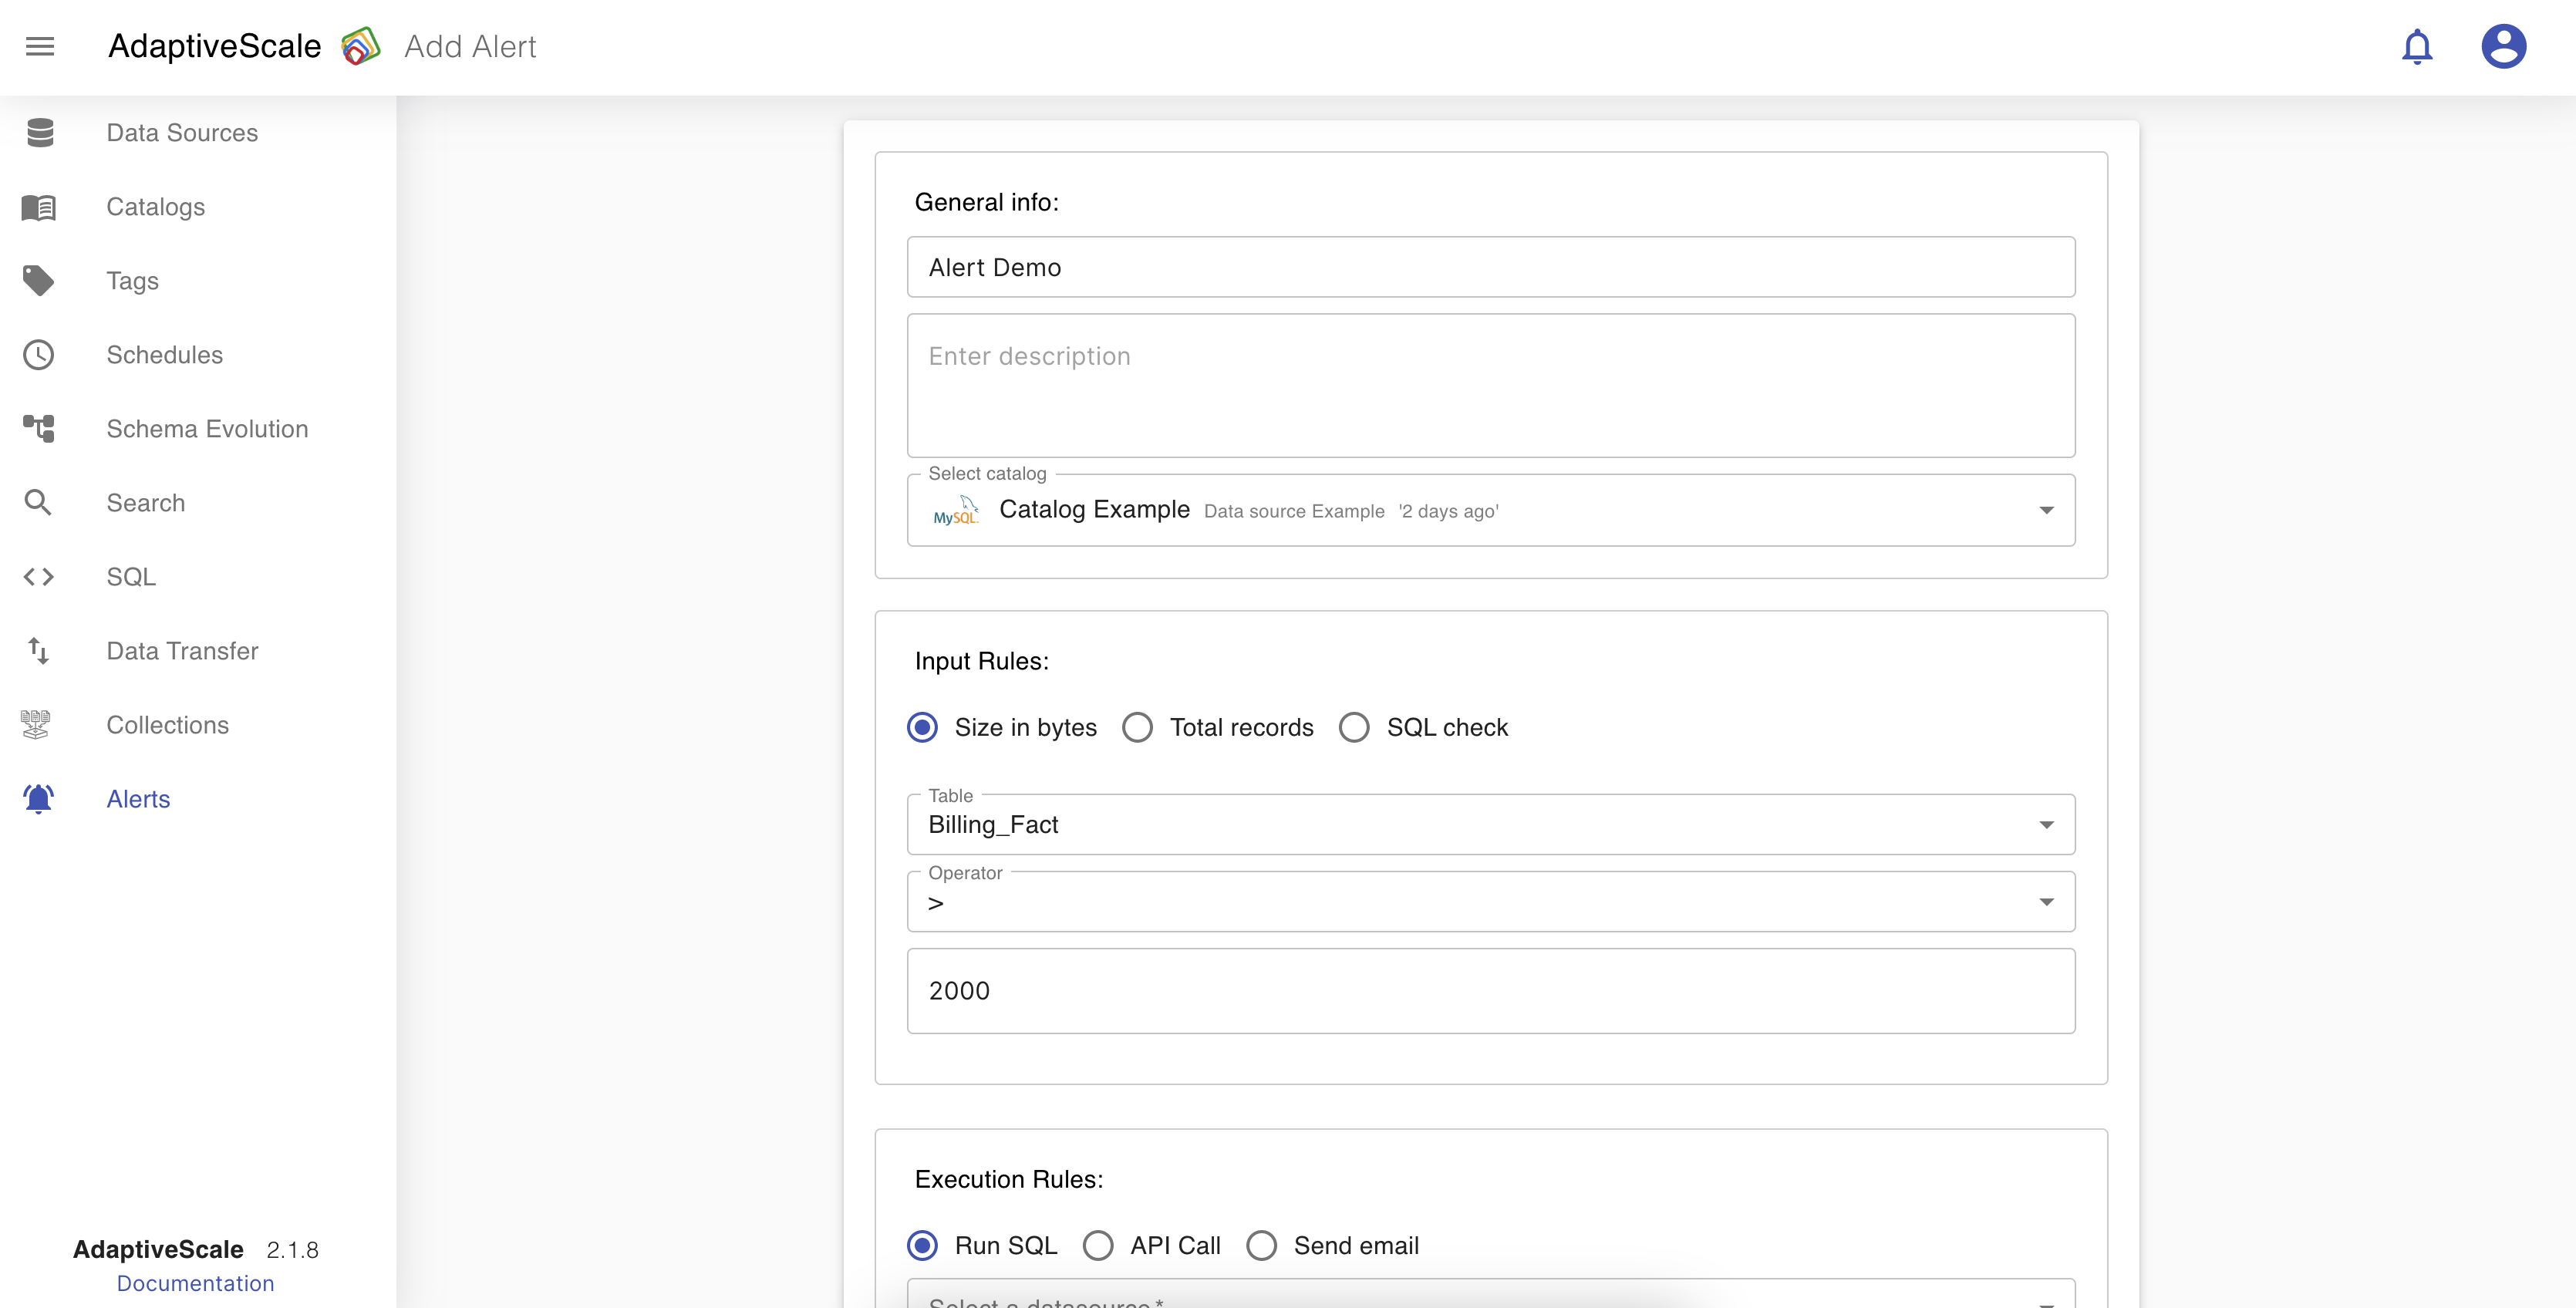 AdaptiveScale Add Alert
Data Sources
Catalogs
Tags
Schedules
Schema Evolution
Search
SQL
Data Transfer
Collections
Alerts
AdaptiveScale 2.1.8
Documentation
General info:
Alert Demo
Enter description
Select catalog
MySQL Catalog Example Data source Example '2 days ago'
Input Rules:
Size in bytes Total records SQL check
Table
Billing_Fact
Operator
>
2000
Execution Rules:
Run SQL API Call Send email
Select a datasource *